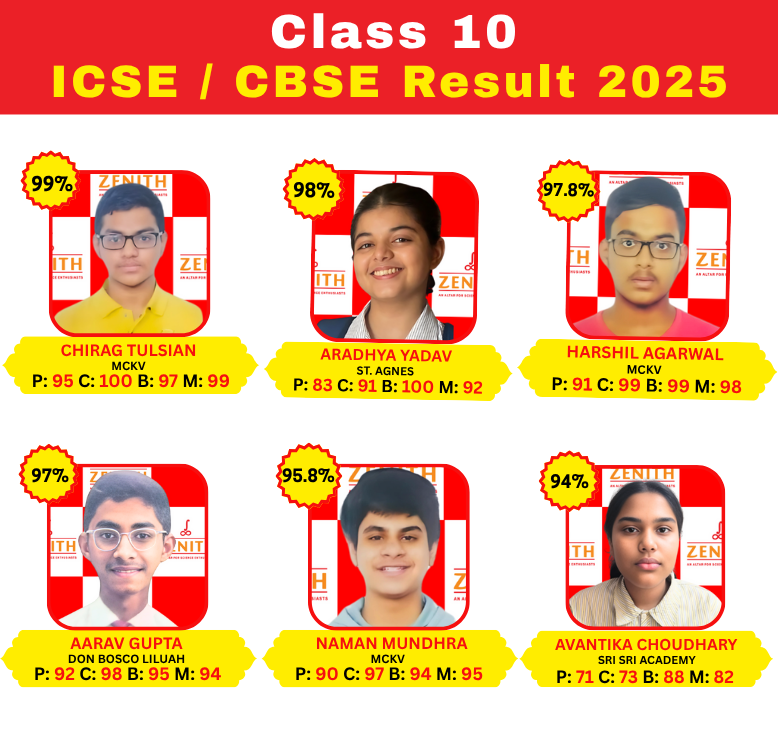 Class 10
ICSE / CBSE Result 2025
99%
ZENITH
98%
97.8%
CHIRAG TULSIAN
MCKV
P: 95 C: 100 B: 97 M: 99
ARADHYA YADAV
ST. AGNES
P: 83 C: 91 B: 100 M: 92
HARSHIL AGARWAL
MCKV
P: 91 C: 99 B: 99 M: 98
97%
ZENITH
95.8%
ZENITH
94%
ZENITH
AARAV GUPTA
DON BOSCO LILUAH
P: 92 C: 98 B: 95 M: 94
NAMAN MUNDHRA
MCKV
P: 90 C: 97 B: 94 M: 95
AVANTIKA CHOUDHARY
SRI SRI ACADEMY
P: 71 C: 73 B: 88 M: 82